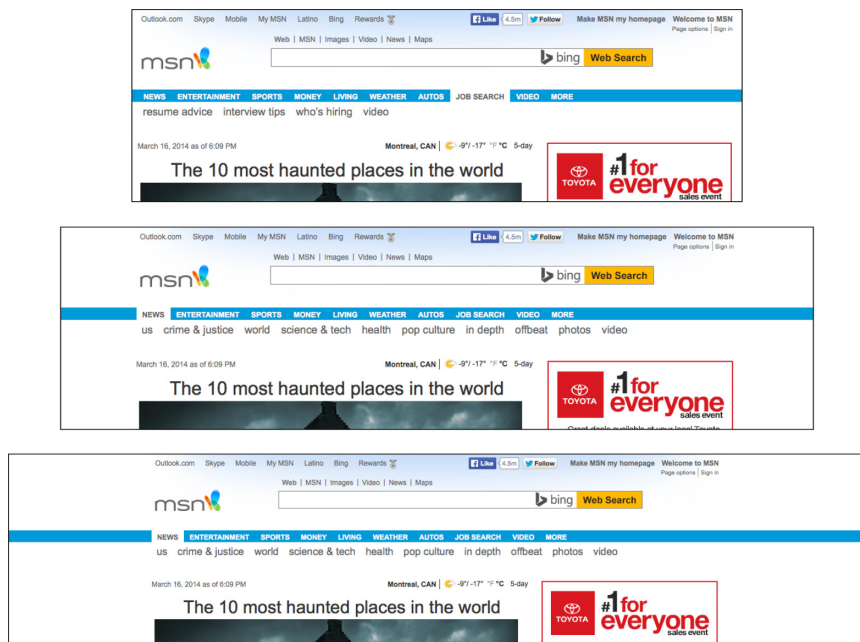 Outlook.com Skype Mobile My MSN Latino Bing Rewards Like 4.5m Follow Make MSN my homepage Welcome to MSN
Page options | Sign in
Web | MSN | Images | Video | News | Maps
msn bing Web Search
NEWS ENTERTAINMENT SPORTS MONEY LIVING WEATHER AUTOS JOB SEARCH VIDEO MORE
resume advice interview tips who's hiring video
March 16, 2014 as of 6:09 PM Montreal, CAN | -9°/ -17° °F °C 5-day
The 10 most haunted places in the world
TOYOTA #1 for everyone
sales event
Outlook.com Skype Mobile My MSN Latino Bing Rewards Like 4.5m Follow Make MSN my homepage Welcome to MSN
Page options | Sign in
Web | MSN | Images | Video | News | Maps
msn bing Web Search
NEWS ENTERTAINMENT SPORTS MONEY LIVING WEATHER AUTOS JOB SEARCH VIDEO MORE
us crime & justice world science & tech health pop culture in depth offbeat photos video
March 16, 2014 as of 6:09 PM Montreal, CAN | -9°/ -17° °F °C 5-day
The 10 most haunted places in the world
TOYOTA #1 for everyone
sales event
Great deals available at your local Toyota
Outlook.com Skype Mobile My MSN Latino Bing Rewards Like 4.5m Follow Make MSN my homepage Welcome to MSN
Page options | Sign in
Web | MSN | Images | Video | News | Maps
msn bing Web Search
NEWS ENTERTAINMENT SPORTS MONEY LIVING WEATHER AUTOS JOB SEARCH VIDEO MORE
us crime & justice world science & tech health pop culture in depth offbeat photos video
March 16, 2014 as of 6:09 PM Montreal, CAN | -9°/ -17° °F °C 5-day
The 10 most haunted places in the world
TOYOTA #1 for everyone
sales event